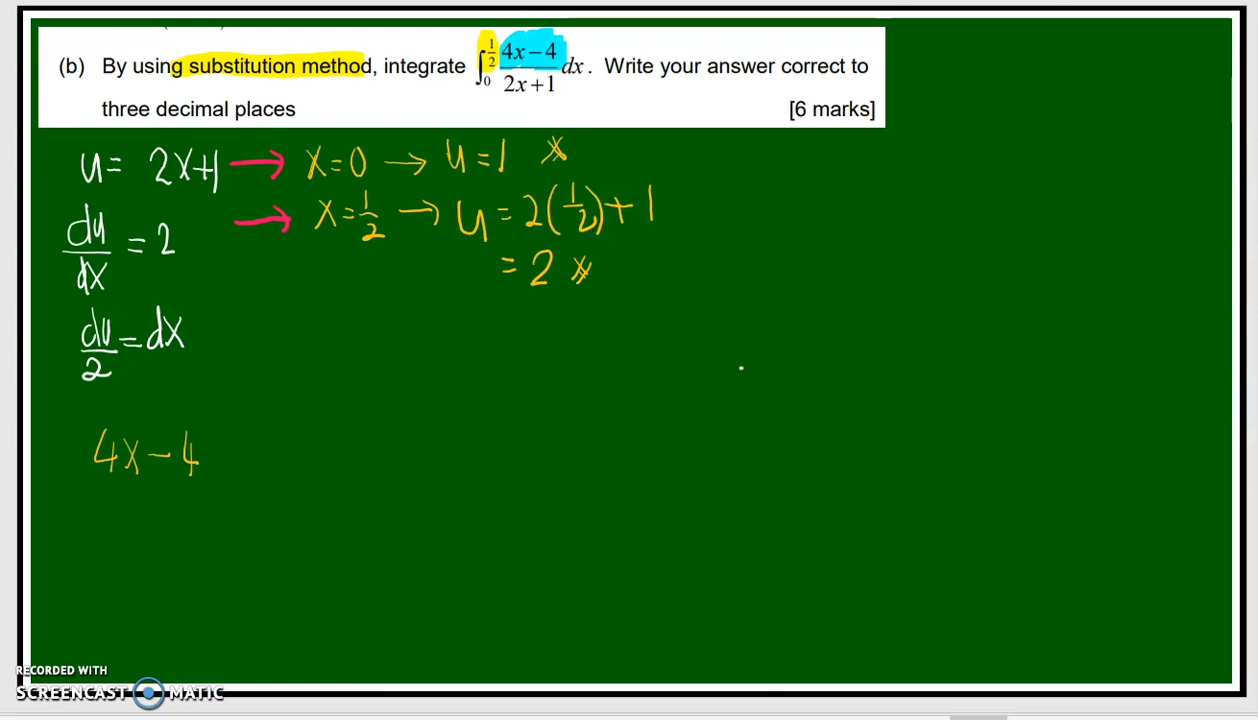 (b) By using substitution method, integrate ∫₀^(1/2) (4x − 4)/(2x + 1) dx. Write your answer correct to
three decimal places [6 marks]
u = 2x+1 → x = 0 → u = 1
→ x = 1/2 → u = 2(1/2) + 1
= 2
du/dx = 2
du/2 = dx
4x − 4
RECORDED WITH
SCREENCAST MATIC